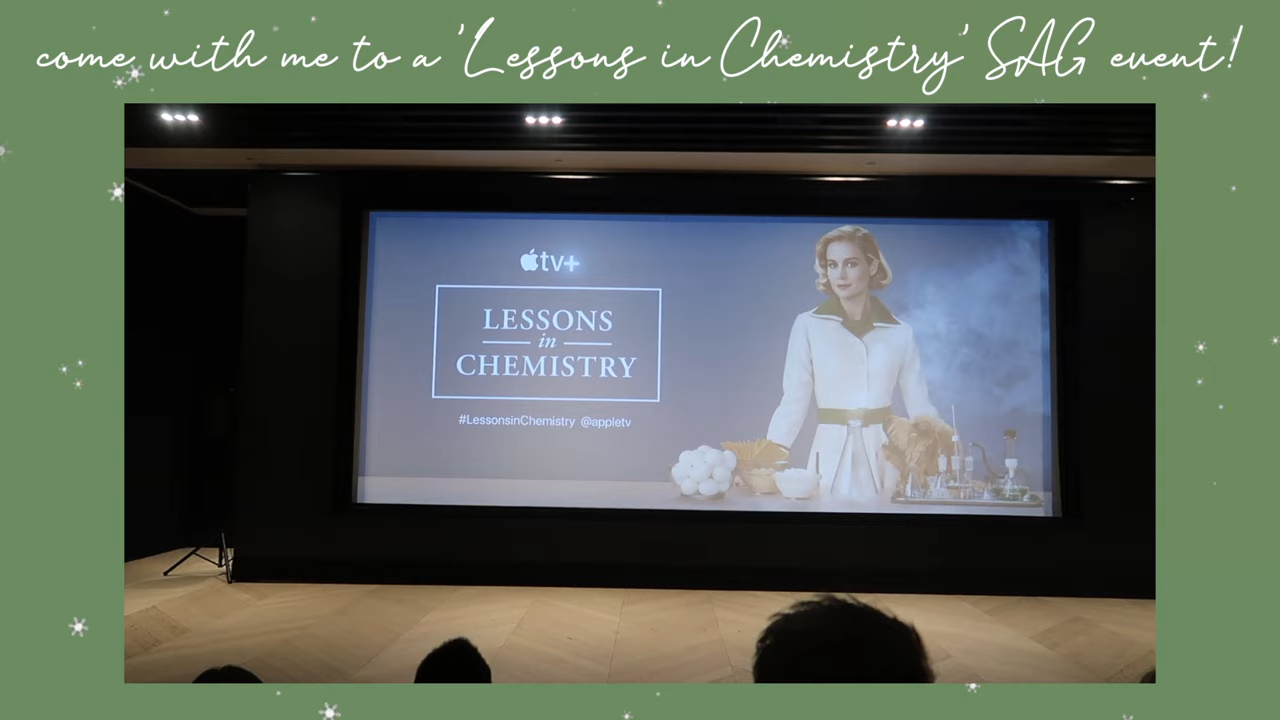 come with me to a 'Lessons in Chemistry' SAG event!
tv+
LESSONS
in
CHEMISTRY
#LessonsinChemistry @appletv